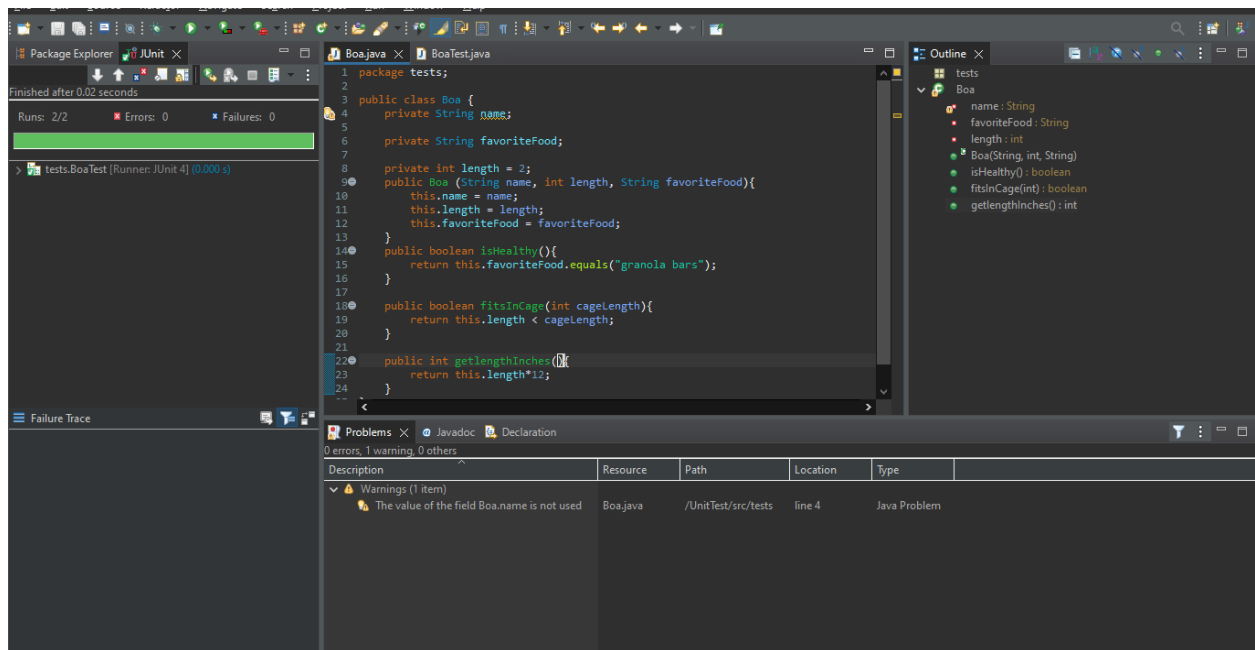 Package Explorer JUnit
Finished after 0.02 seconds
Runs: 2/2 Errors: 0 Failures: 0
tests.BoaTest [Runner: JUnit 4] (0.000 s)
Failure Trace
Boa.java BoaTest.java
1 package tests;
2
3 public class Boa {
4 private String name;
5
6 private String favoriteFood;
7
8 private int length = 2;
9 public Boa (String name, int length, String favoriteFood){
10 this.name = name;
11 this.length = length;
12 this.favoriteFood = favoriteFood;
13 }
14 public boolean isHealthy(){
15 return this.favoriteFood.equals("granola bars");
16 }
17
18 public boolean fitsInCage(int cageLength){
19 return this.length < cageLength;
20 }
21
22 public int getlengthInches(){
23 return this.length*12;
24 }
Outline
tests
Boa
name : String
favoriteFood : String
length : int
Boa(String, int, String)
isHealthy() : boolean
fitsInCage(int) : boolean
getlengthInches() : int
Problems Javadoc Declaration
0 errors, 1 warning, 0 others
Description Resource Path Location Type
Warnings (1 item)
The value of the field Boa.name is not used Boa.java /UnitTest/src/tests line 4 Java Problem